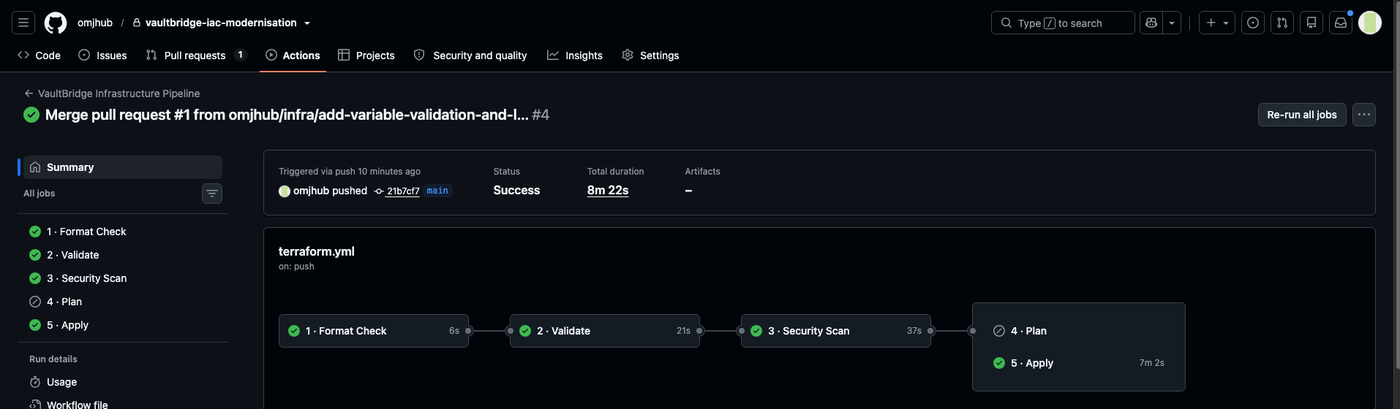 omjhub / vaultbridge-iac-modernisation
Type / to search
Code
Issues
Pull requests 1
Actions
Projects
Security and quality
Insights
Settings
← VaultBridge Infrastructure Pipeline
Merge pull request #1 from omjhub/infra/add-variable-validation-and-l... #4
Re-run all jobs
Summary
All jobs
1 · Format Check
2 · Validate
3 · Security Scan
4 · Plan
5 · Apply
Run details
Usage
Workflow file
Triggered via push 10 minutes ago
omjhub pushed 21b7cf7 main
Status
Success
Total duration
8m 22s
Artifacts
–
terraform.yml
on: push
1 · Format Check 6s
2 · Validate 21s
3 · Security Scan 37s
4 · Plan
5 · Apply 7m 2s